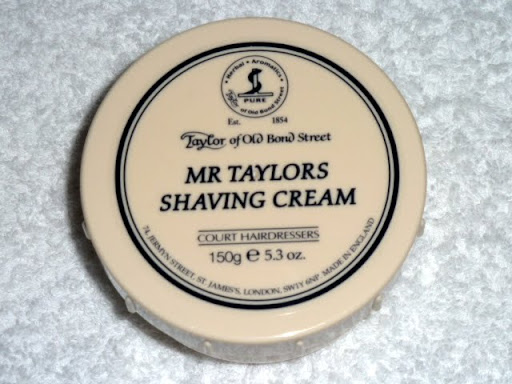 Herbal • Aromatics
PURE
Taylor of Old Bond Street
Est. 1854
Taylor of Old Bond Street
MR TAYLORS
SHAVING CREAM
COURT HAIRDRESSERS
150g e 5.3 oz.
74, JERMYN STREET, ST. JAMES'S, LONDON, SW1Y 6NP MADE IN ENGLAND